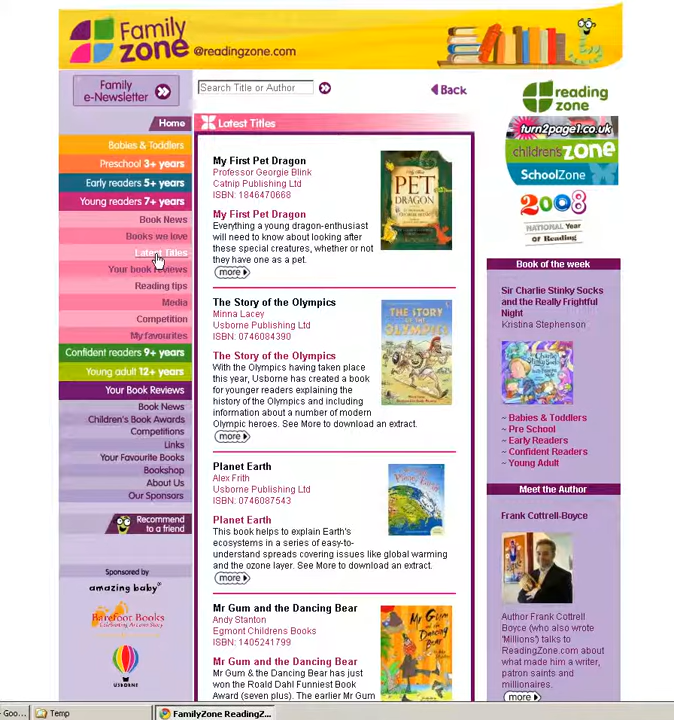 Family
zone
@readingzone.com
Family
e-Newsletter
Search Title or Author
Back
reading
zone
Home
Latest Titles
turn2page1.co.uk
children's zone
SchoolZone
2008
NATIONAL YEAR
of Reading
Babies & Toddlers
Preschool 3+ years
Early readers 5+ years
Young readers 7+ years
Book News
Books we love
Latest Titles
Your book reviews
Reading tips
Media
Competition
My favourites
Confident readers 9+ years
Young adult 12+ years
Your Book Reviews
Book News
Children's Book Awards
Competitions
Links
Your Favourite Books
Bookshop
About Us
Our Sponsors
Recommend
to a friend
Sponsored by
amazing baby
Barefoot Books
USBORNE
My First Pet Dragon
Professor Georgie Blink
Catnip Publishing Ltd
ISBN: 1846470668
My First Pet Dragon
Everything a young dragon-enthusiast
will need to know about looking after
these special creatures, whether or not
they have one as a pet.
more
PET
DRAGON
The Story of the Olympics
Minna Lacey
Usborne Publishing Ltd
ISBN: 0746084390
The Story of the Olympics
With the Olympics having taken place
this year, Usborne has created a book
for younger readers explaining the
history of the Olympics and including
information about a number of modern
Olympic heroes. See More to download an extract.
more
THE STORY
OF THE
OLYMPICS
Planet Earth
Alex Frith
Usborne Publishing Ltd
ISBN: 0746087543
Planet Earth
This book helps to explain Earth's
ecosystems in a series of easy-to-
understand spreads covering issues like global warming
and the ozone layer. See More to download an extract.
more
Planet Earth
Mr Gum and the Dancing Bear
Andy Stanton
Egmont Childrens Books
ISBN: 1405241799
Mr Gum and the Dancing Bear
Mr Gum & the Dancing Bear has just
won the Roald Dahl Funniest Book
Award (seven plus). The earlier Mr Gum
MR GUM
and the
Dancing
Bear
Book of the week
Sir Charlie Stinky Socks
and the Really Frightful
Night
Kristina Stephenson
~ Babies & Toddlers
~ Pre School
~ Early Readers
~ Confident Readers
~ Young Adult
Meet the Author
Frank Cottrell-Boyce
Author Frank Cottrell
Boyce (who also wrote
'Millions') talks to
ReadingZone.com about
what made him a writer,
patron saints and
millionaires.
more
Goo...
Temp
FamilyZone ReadingZ...